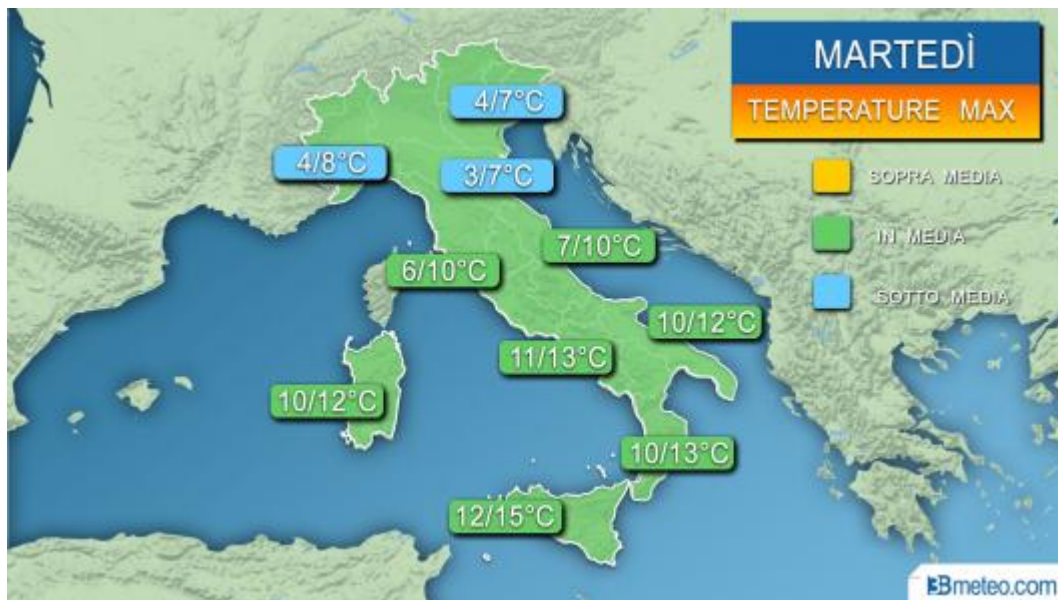 MARTEDÌ
TEMPERATURE MAX
SOPRA MEDIA
IN MEDIA
SOTTO MEDIA
4/7°C
4/8°C
3/7°C
7/10°C
6/10°C
10/12°C
11/13°C
10/12°C
10/13°C
12/15°C
3Bmeteo.com